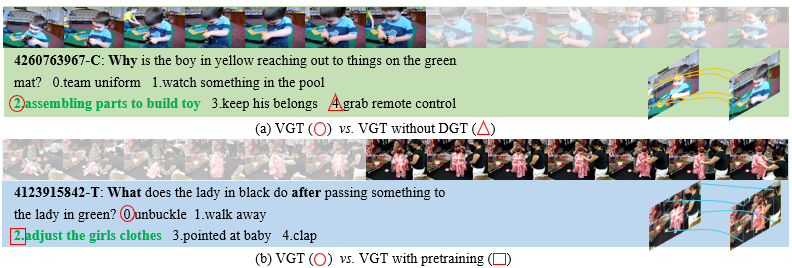 4260763967-C: Why is the boy in yellow reaching out to things on the green
mat? 0.team uniform 1.watch something in the pool
2.assembling parts to build toy 3.keep his belongs 4.grab remote control
(a) VGT (○) vs. VGT without DGT (△)
4123915842-T: What does the lady in black do after passing something to
the lady in green? 0.unbuckle 1.walk away
2.adjust the girls clothes 3.pointed at baby 4.clap
(b) VGT (○) vs. VGT with pretraining (□)